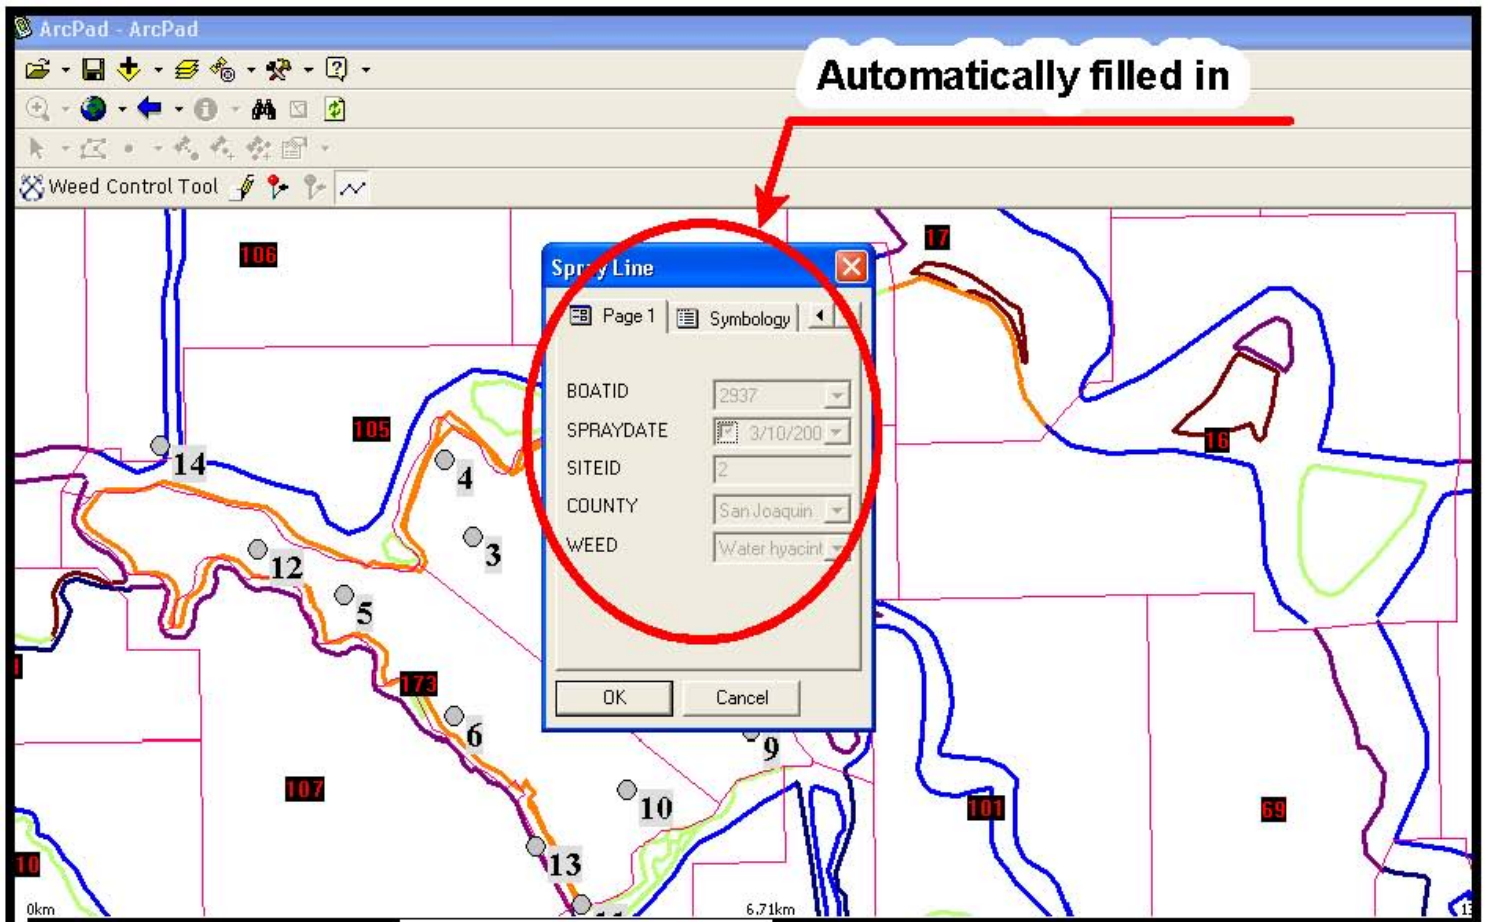 ArcPad - ArcPad
Automatically filled in
Weed Control Tool
Spray Line
Page 1
Symbology
BOATID
2937
SPRAYDATE
3/10/200
SITEID
2
COUNTY
San Joaquin
WEED
Water hyacint
OK
Cancel
106
17
105
16
14
4
3
12
5
173
6
9
107
10
101
69
13
10
0km
6.71km